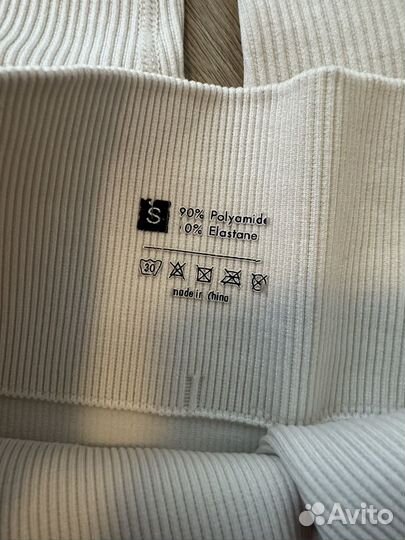 S
90% Polyamide
10% Elastane
30
made in China
Avito